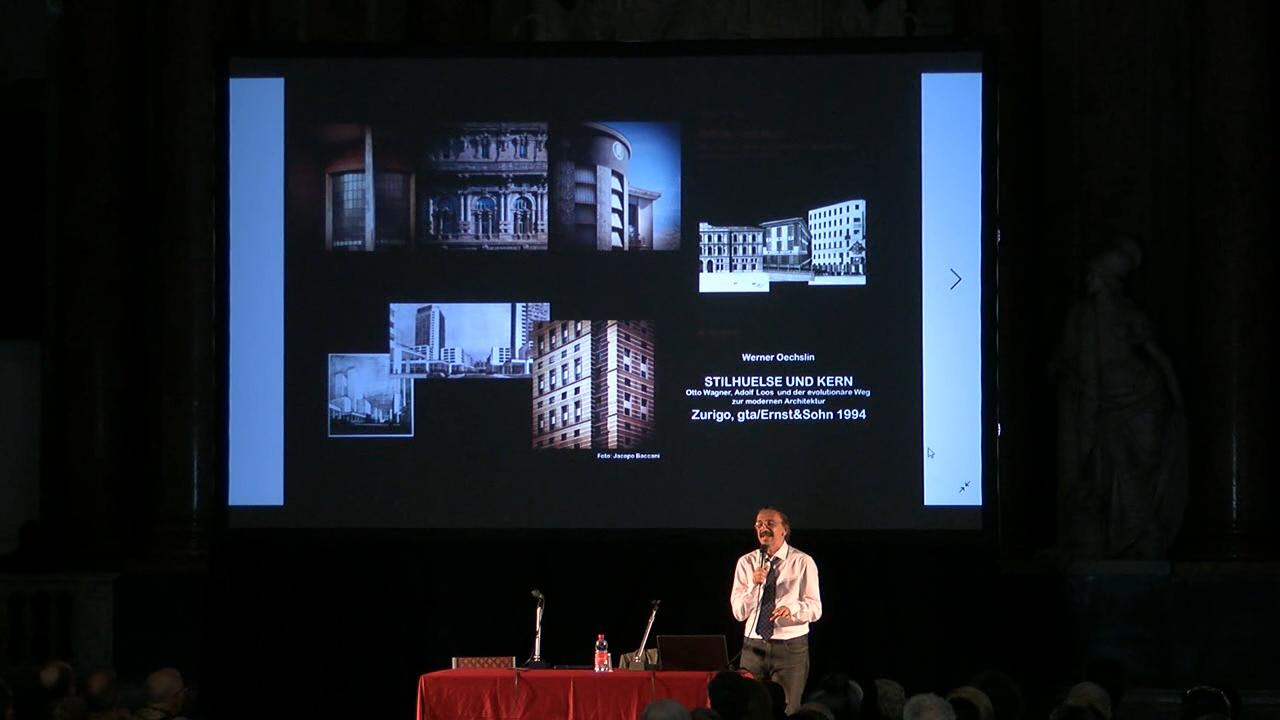 Werner Oechslin
STILHUELSE UND KERN
Otto Wagner, Adolf Loos und der evolutionäre Weg
zur modernen Architektur
Zurigo, gta/Ernst&Sohn 1994
Foto: Jacopo Baccani